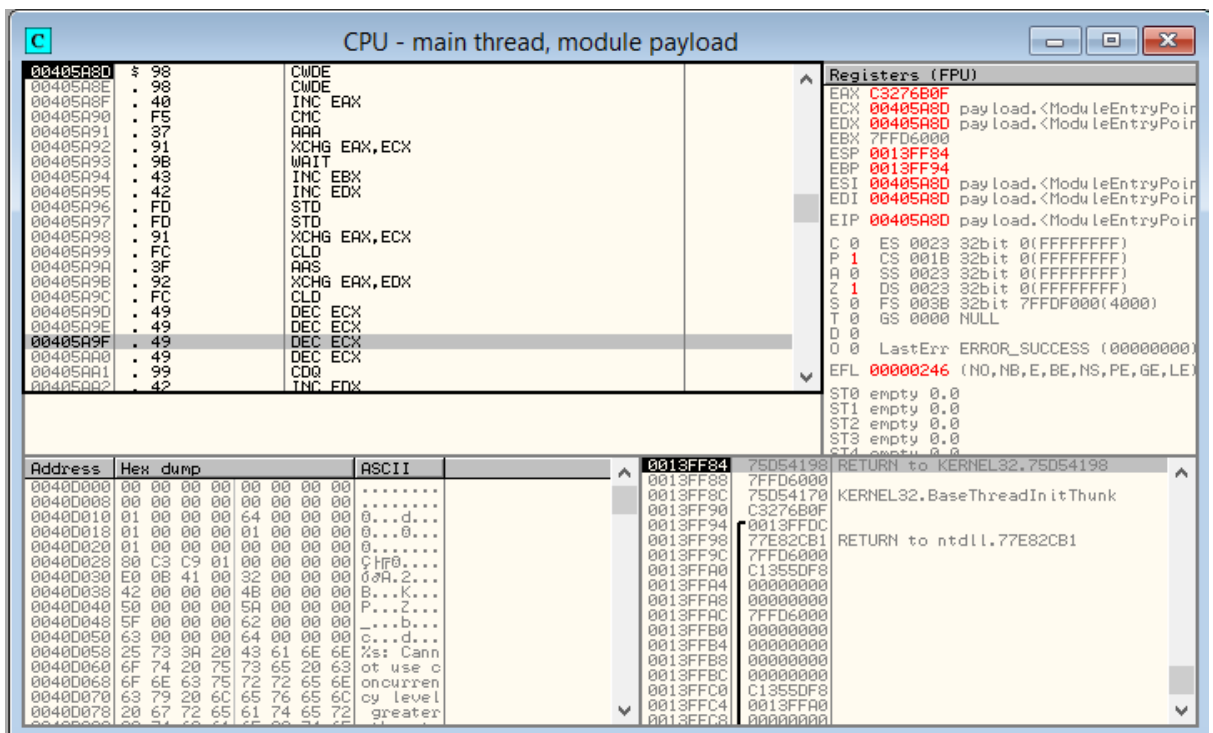 C
CPU - main thread, module payload
00405A8D $ 98 CWDE
00405A8E . 98 CWDE
00405A8F . 40 INC EAX
00405A90 . F5 CMC
00405A91 . 37 AAA
00405A92 . 91 XCHG EAX,ECX
00405A93 . 9B WAIT
00405A94 . 43 INC EBX
00405A95 . 42 INC EDX
00405A96 . FD STD
00405A97 . FD STD
00405A98 . 91 XCHG EAX,ECX
00405A99 . FC CLD
00405A9A . 3F AAS
00405A9B . 92 XCHG EAX,EDX
00405A9C . FC CLD
00405A9D . 49 DEC ECX
00405A9E . 49 DEC ECX
00405A9F . 49 DEC ECX
00405AA0 . 49 DEC ECX
00405AA1 . 99 CDQ
00405AA2 . 42 INC EDX
Registers (FPU)
EAX C3276B0F
ECX 00405A8D payload.<ModuleEntryPoin
EDX 00405A8D payload.<ModuleEntryPoin
EBX 7FFD6000
ESP 0013FF84
EBP 0013FF94
ESI 00405A8D payload.<ModuleEntryPoin
EDI 00405A8D payload.<ModuleEntryPoin
EIP 00405A8D payload.<ModuleEntryPoin
C 0 ES 0023 32bit 0(FFFFFFFF)
P 1 CS 001B 32bit 0(FFFFFFFF)
A 0 SS 0023 32bit 0(FFFFFFFF)
Z 1 DS 0023 32bit 0(FFFFFFFF)
S 0 FS 003B 32bit 7FFDF000(4000)
T 0 GS 0000 NULL
D 0
O 0 LastErr ERROR_SUCCESS (00000000)
EFL 00000246 (NO,NB,E,BE,NS,PE,GE,LE)
ST0 empty 0.0
ST1 empty 0.0
ST2 empty 0.0
ST3 empty 0.0
ST4 empty 0.0
Address Hex dump ASCII
0040D000 00 00 00 00 00 00 00 00 ........
0040D008 00 00 00 00 00 00 00 00 ........
0040D010 01 00 00 00 64 00 00 00 ☺...d...
0040D018 01 00 00 00 01 00 00 00 ☺...☺...
0040D020 01 00 00 00 00 00 00 00 ☺.......
0040D028 80 C3 C9 01 00 00 00 00 Ç├╔☺....
0040D030 E0 0B 41 00 32 00 00 00 Ó♂A.2...
0040D038 42 00 00 00 4B 00 00 00 B...K...
0040D040 50 00 00 00 5A 00 00 00 P...Z...
0040D048 5F 00 00 00 62 00 00 00 _...b...
0040D050 63 00 00 00 64 00 00 00 c...d...
0040D058 25 73 3A 20 43 61 6E 6E %s: Cann
0040D060 6F 74 20 75 73 65 20 63 ot use c
0040D068 6F 6E 63 75 72 72 65 6E oncurren
0040D070 63 79 20 6C 65 76 65 6C cy level
0040D078 20 67 72 65 61 74 65 72 greater
0013FF84 75D54198 RETURN to KERNEL32.75D54198
0013FF88 7FFD6000
0013FF8C 75D54170 KERNEL32.BaseThreadInitThunk
0013FF90 C3276B0F
0013FF94 0013FFDC
0013FF98 77E82CB1 RETURN to ntdll.77E82CB1
0013FF9C 7FFD6000
0013FFA0 C1355DF8
0013FFA4 00000000
0013FFA8 00000000
0013FFAC 7FFD6000
0013FFB0 00000000
0013FFB4 00000000
0013FFB8 00000000
0013FFBC 00000000
0013FFC0 C1355DF8
0013FFC4 0013FFA0
0013FFC8 00000000